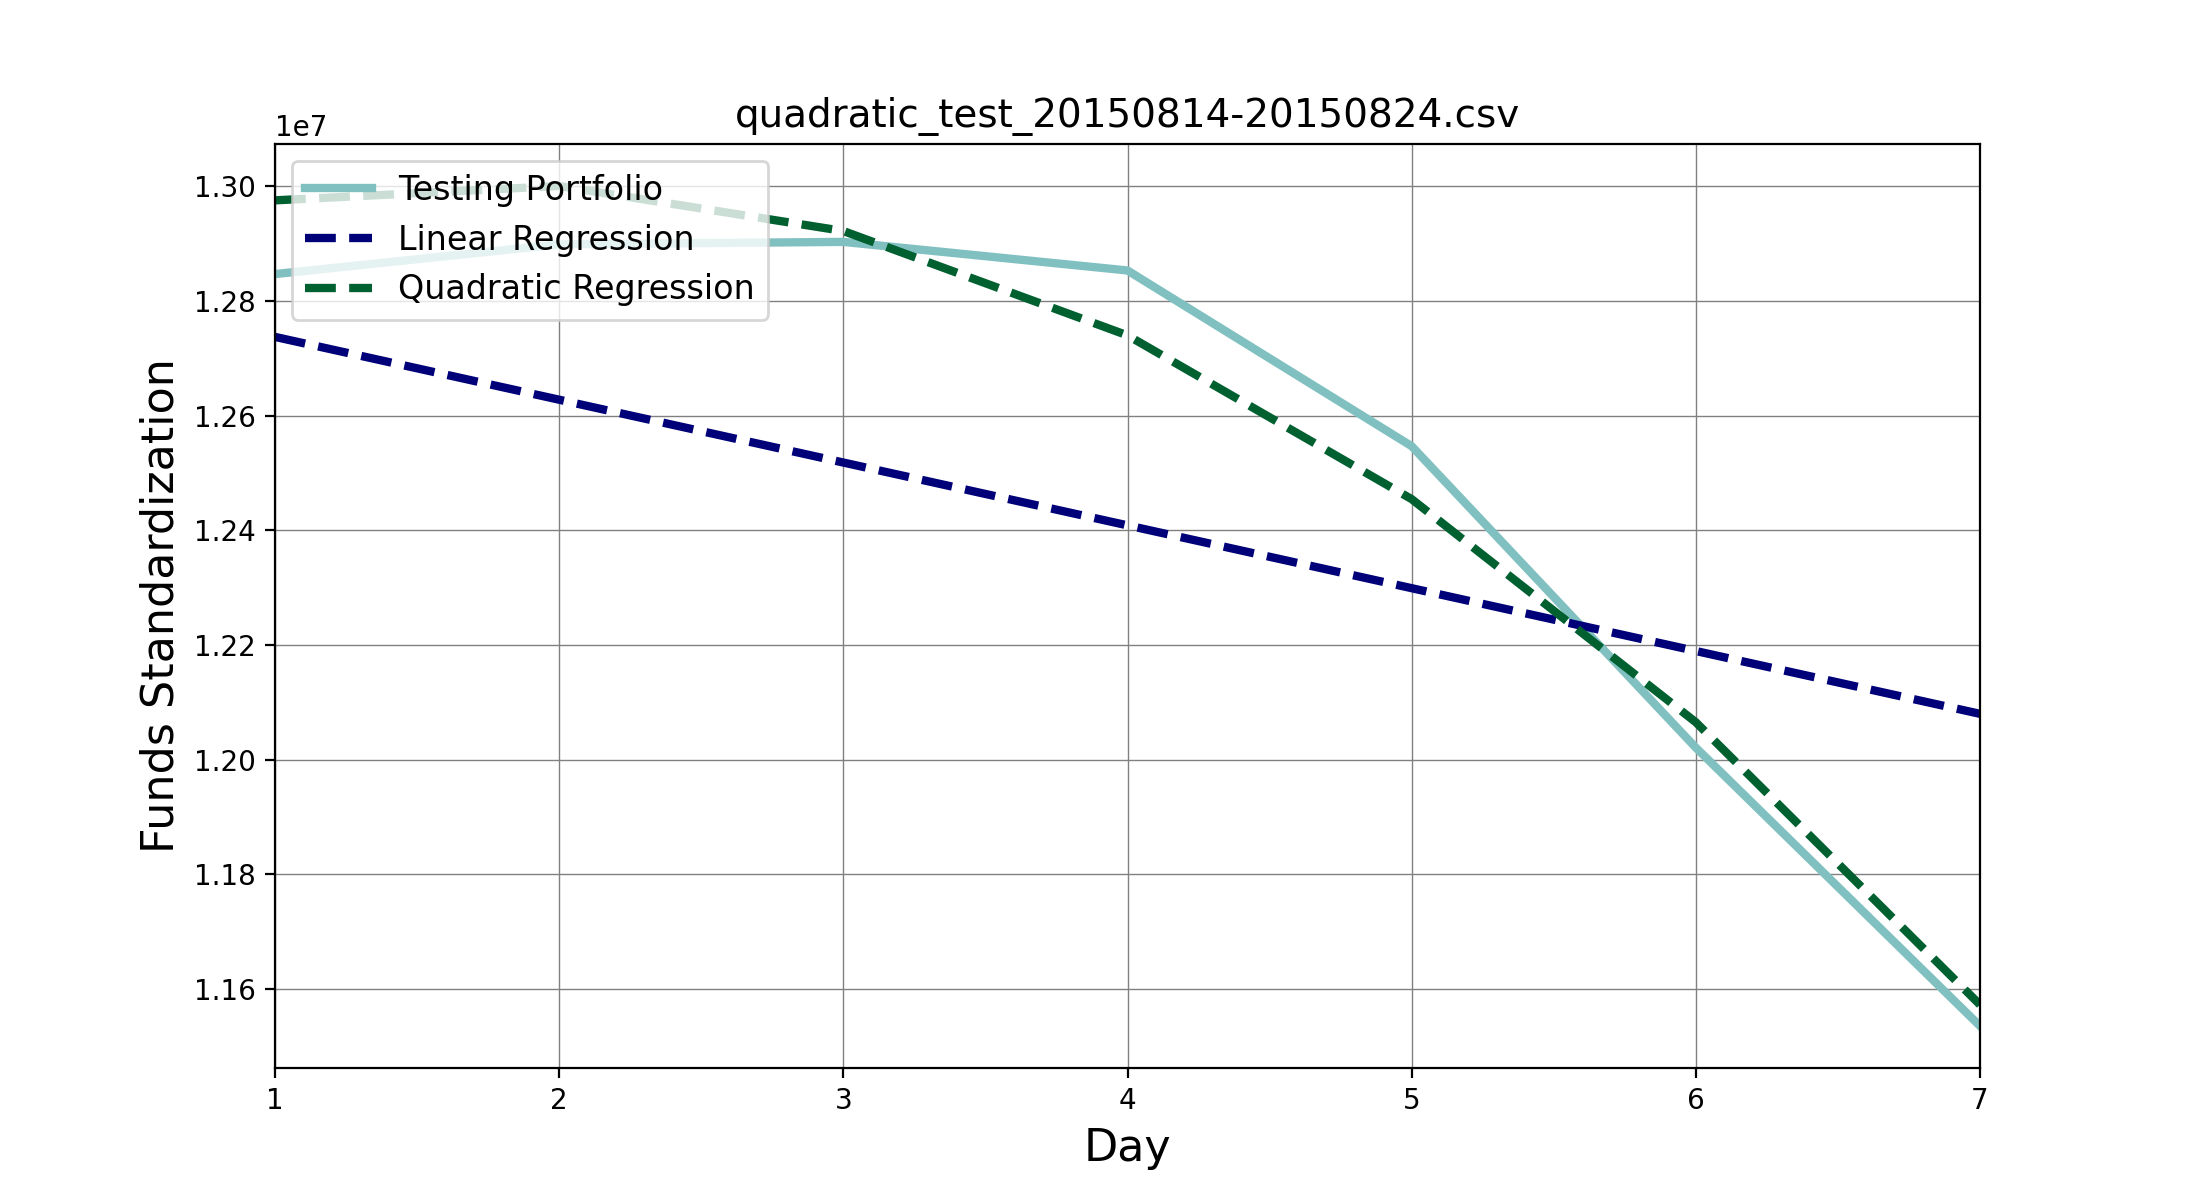 quadratic_test_20150814-20150824.csv
1e7
Testing Portfolio
Linear Regression
Quadratic Regression
1.30
1.28
1.26
1.24
1.22
1.20
1.18
1.16
Funds Standardization
1 2 3 4 5 6 7
Day